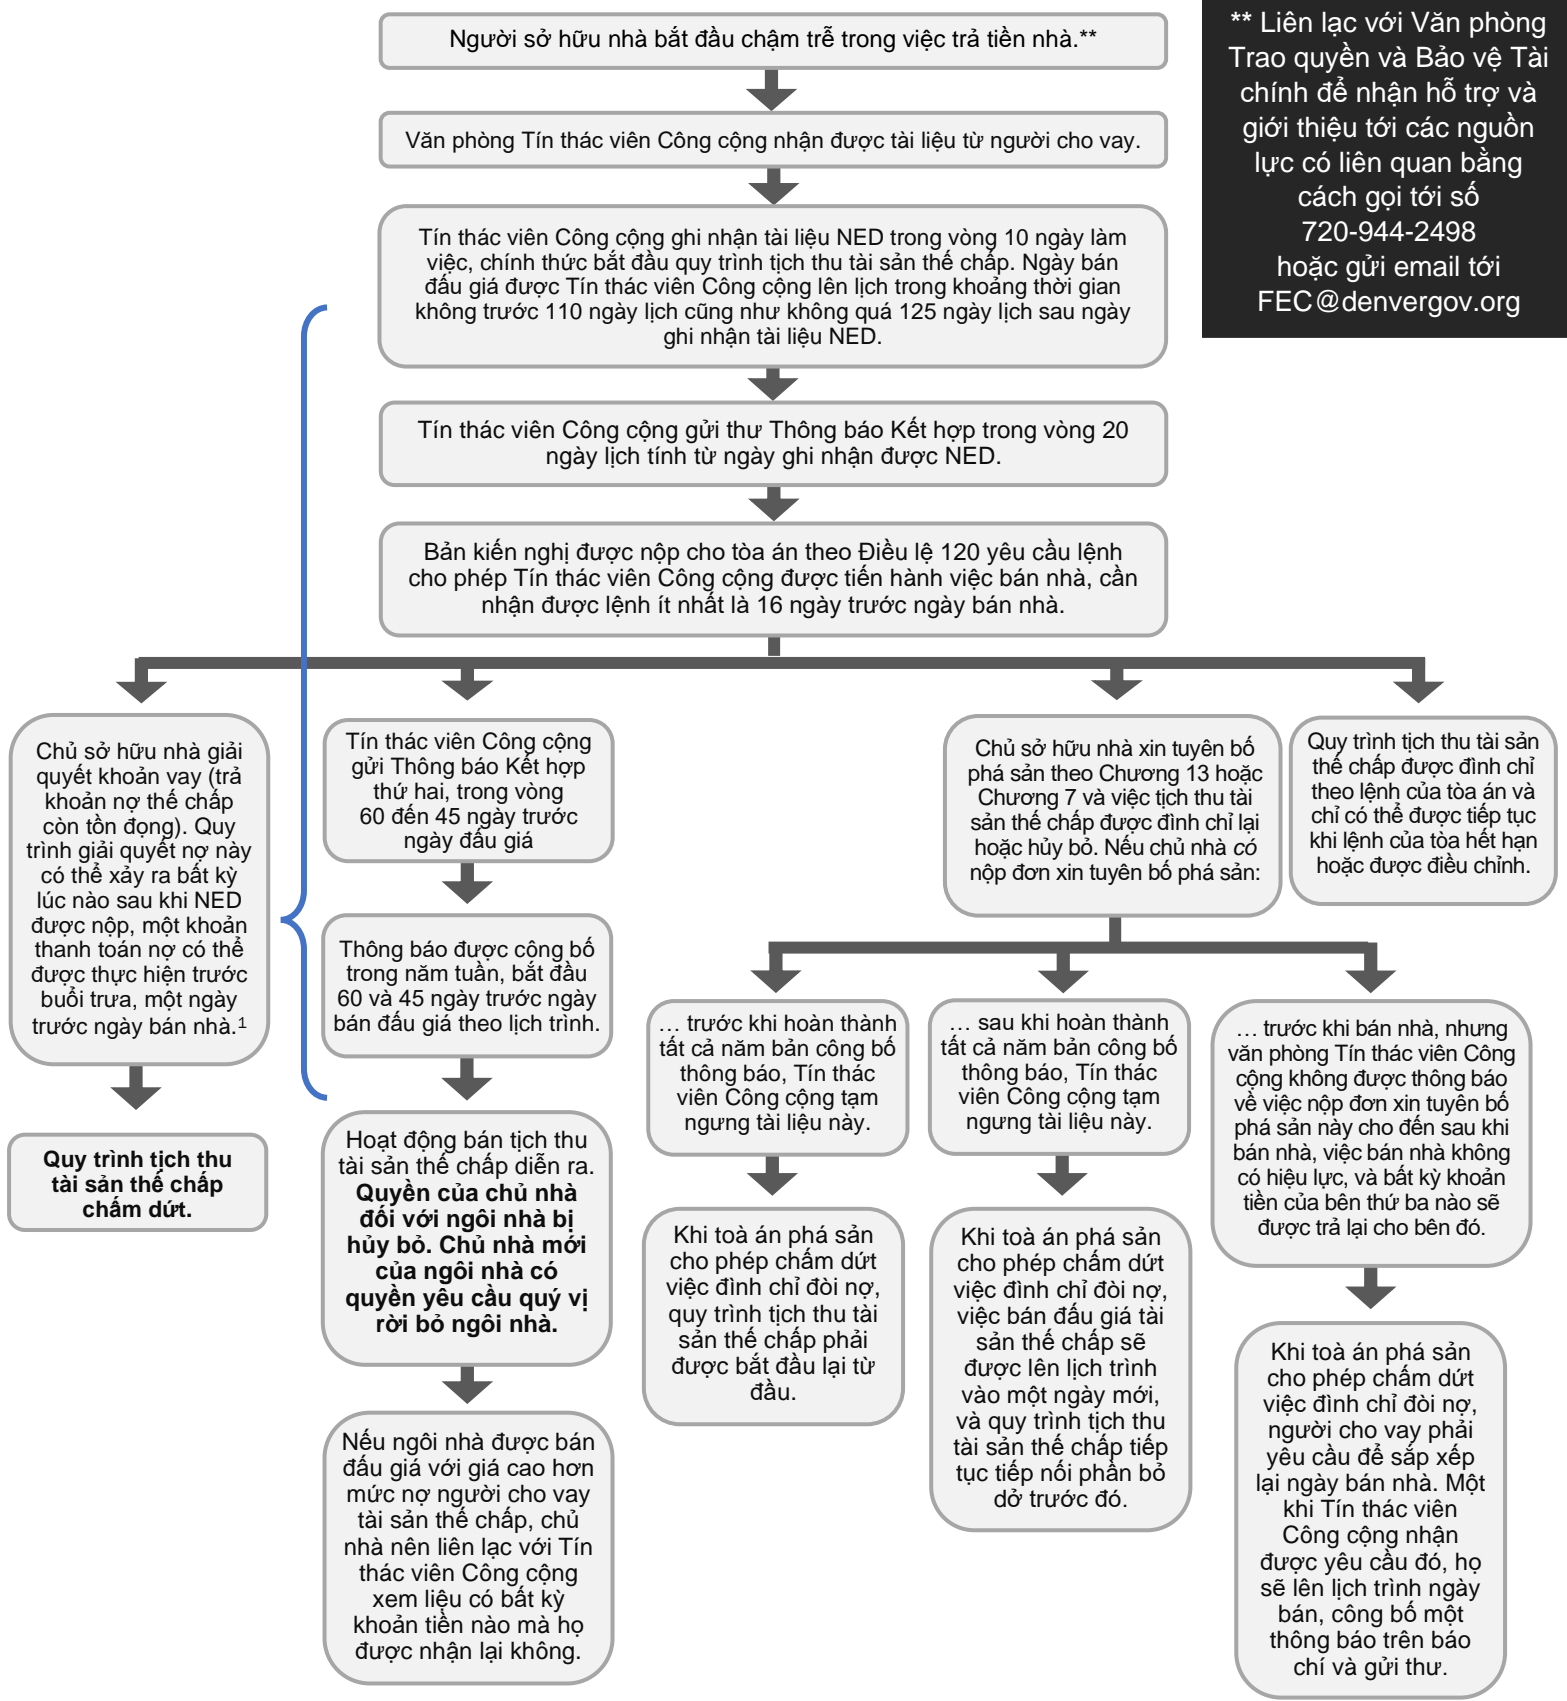 Người sở hữu nhà bắt đầu chậm trễ trong việc trả tiền nhà.**
** Liên lạc với Văn phòng
Trao quyền và Bảo vệ Tài
chính để nhận hỗ trợ và
giới thiệu tới các nguồn
lực có liên quan bằng
cách gọi tới số
720-944-2498
hoặc gửi email tới
FEC@denvergov.org
Văn phòng Tín thác viên Công cộng nhận được tài liệu từ người cho vay.
Tín thác viên Công cộng ghi nhận tài liệu NED trong vòng 10 ngày làm
việc, chính thức bắt đầu quy trình tịch thu tài sản thế chấp. Ngày bán
đấu giá được Tín thác viên Công cộng lên lịch trong khoảng thời gian
không trước 110 ngày lịch cũng như không quá 125 ngày lịch sau ngày
ghi nhận tài liệu NED.
Tín thác viên Công cộng gửi thư Thông báo Kết hợp trong vòng 20
ngày lịch tính từ ngày ghi nhận được NED.
Bản kiến nghị được nộp cho tòa án theo Điều lệ 120 yêu cầu lệnh
cho phép Tín thác viên Công cộng được tiến hành việc bán nhà, cần
nhận được lệnh ít nhất là 16 ngày trước ngày bán nhà.
Chủ sở hữu nhà giải
quyết khoản vay (trả
khoản nợ thế chấp
còn tồn đọng). Quy
trình giải quyết nợ này
có thể xảy ra bất kỳ
lúc nào sau khi NED
được nộp, một khoản
thanh toán nợ có thể
được thực hiện trước
buổi trưa, một ngày
trước ngày bán nhà.¹
Quy trình tịch thu
tài sản thế chấp
chấm dứt.
Tín thác viên Công cộng
gửi Thông báo Kết hợp
thứ hai, trong vòng
60 đến 45 ngày trước
ngày đấu giá
Thông báo được công bố
trong năm tuần, bắt đầu
60 và 45 ngày trước ngày
bán đấu giá theo lịch trình.
Hoạt động bán tịch thu
tài sản thế chấp diễn ra.
Quyền của chủ nhà
đối với ngôi nhà bị
hủy bỏ. Chủ nhà mới
của ngôi nhà có
quyền yêu cầu quý vị
rời bỏ ngôi nhà.
Nếu ngôi nhà được bán
đấu giá với giá cao hơn
mức nợ người cho vay
tài sản thế chấp, chủ
nhà nên liên lạc với Tín
thác viên Công cộng
xem liệu có bất kỳ
khoản tiền nào mà họ
được nhận lại không.
Chủ sở hữu nhà xin tuyên bố
phá sản theo Chương 13 hoặc
Chương 7 và việc tịch thu tài
sản thế chấp được đình chỉ lại
hoặc hủy bỏ. Nếu chủ nhà có
nộp đơn xin tuyên bố phá sản:
Quy trình tịch thu tài sản
thế chấp được đình chỉ
theo lệnh của tòa án và
chỉ có thể được tiếp tục
khi lệnh của tòa hết hạn
hoặc được điều chỉnh.
… trước khi hoàn thành
tất cả năm bản công bố
thông báo, Tín thác
viên Công cộng tạm
ngưng tài liệu này.
Khi toà án phá sản
cho phép chấm dứt
việc đình chỉ đòi nợ,
quy trình tịch thu tài
sản thế chấp phải
được bắt đầu lại từ
đầu.
… sau khi hoàn thành
tất cả năm bản công bố
thông báo, Tín thác
viên Công cộng tạm
ngưng tài liệu này.
Khi toà án phá sản
cho phép chấm dứt
việc đình chỉ đòi nợ,
việc bán đấu giá tài
sản thế chấp sẽ
được lên lịch trình
vào một ngày mới,
và quy trình tịch thu
tài sản thế chấp tiếp
tục tiếp nối phần bỏ
dở trước đó.
… trước khi bán nhà, nhưng
văn phòng Tín thác viên Công
cộng không được thông báo
về việc nộp đơn xin tuyên bố
phá sản này cho đến sau khi
bán nhà, việc bán nhà không
có hiệu lực, và bất kỳ khoản
tiền của bên thứ ba nào sẽ
được trả lại cho bên đó.
Khi toà án phá sản
cho phép chấm dứt
việc đình chỉ đòi nợ,
người cho vay phải
yêu cầu để sắp xếp
lại ngày bán nhà. Một
khi Tín thác viên
Công cộng nhận
được yêu cầu đó, họ
sẽ lên lịch trình ngày
bán, công bố một
thông báo trên báo
chí và gửi thư.